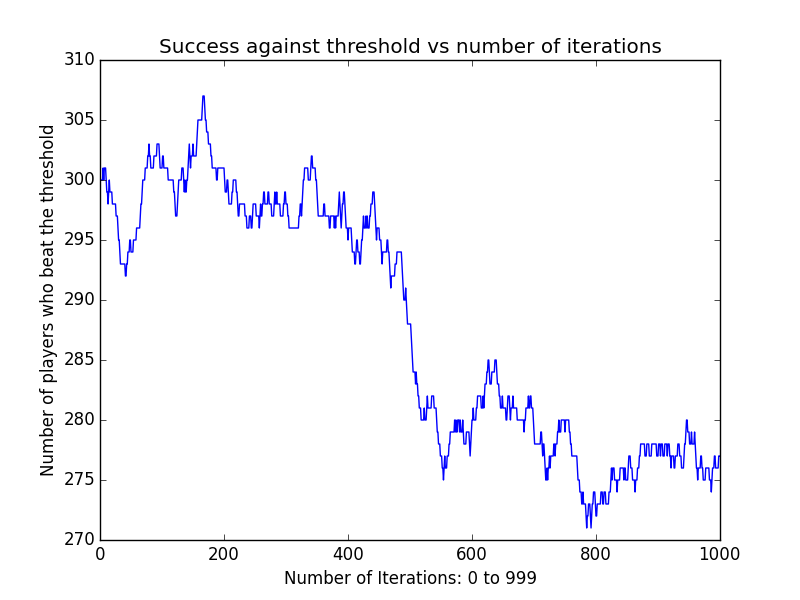 Success against threshold vs number of iterations
310
305
300
295
290
285
280
275
270
Number of players who beat the threshold
0 200 400 600 800 1000
Number of Iterations: 0 to 999